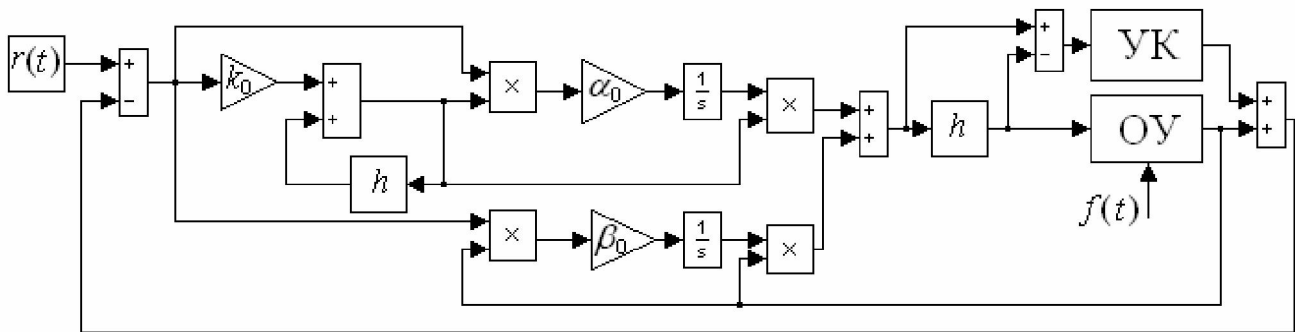 r(t)
+
−
k₀
+
+
h
×
α₀
1/s
×
×
β₀
1/s
×
+
+
h
+
−
УК
ОУ
f(t)
+
+